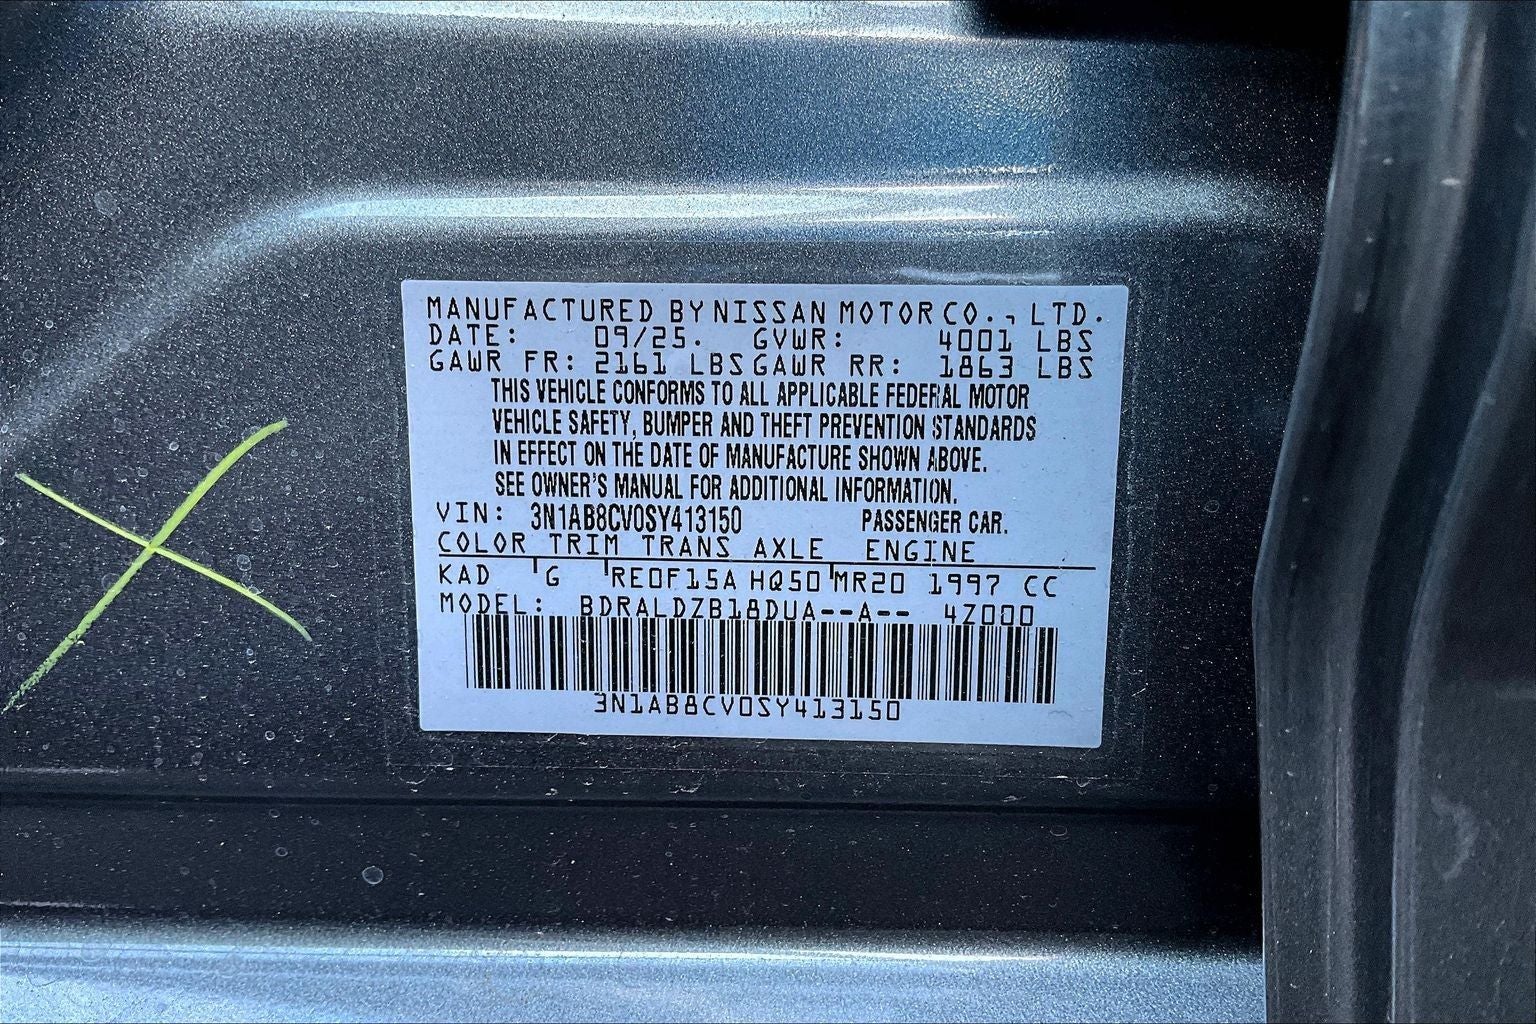 MANUFACTURED BY NISSAN MOTOR CO., LTD.
DATE: 09/25. GVWR: 4001 LBS
GAWR FR: 2161 LBS GAWR RR: 1863 LBS
THIS VEHICLE CONFORMS TO ALL APPLICABLE FEDERAL MOTOR
VEHICLE SAFETY, BUMPER AND THEFT PREVENTION STANDARDS
IN EFFECT ON THE DATE OF MANUFACTURE SHOWN ABOVE.
SEE OWNER'S MANUAL FOR ADDITIONAL INFORMATION.
VIN: 3N1AB8CV0SY413150 PASSENGER CAR.
COLOR TRIM TRANS AXLE ENGINE
KAD G RE0F15A HQ50 MR20 1997 CC
MODEL: BDRALDZB18DUA--A-- 4Z000
3N1AB8CV0SY413150